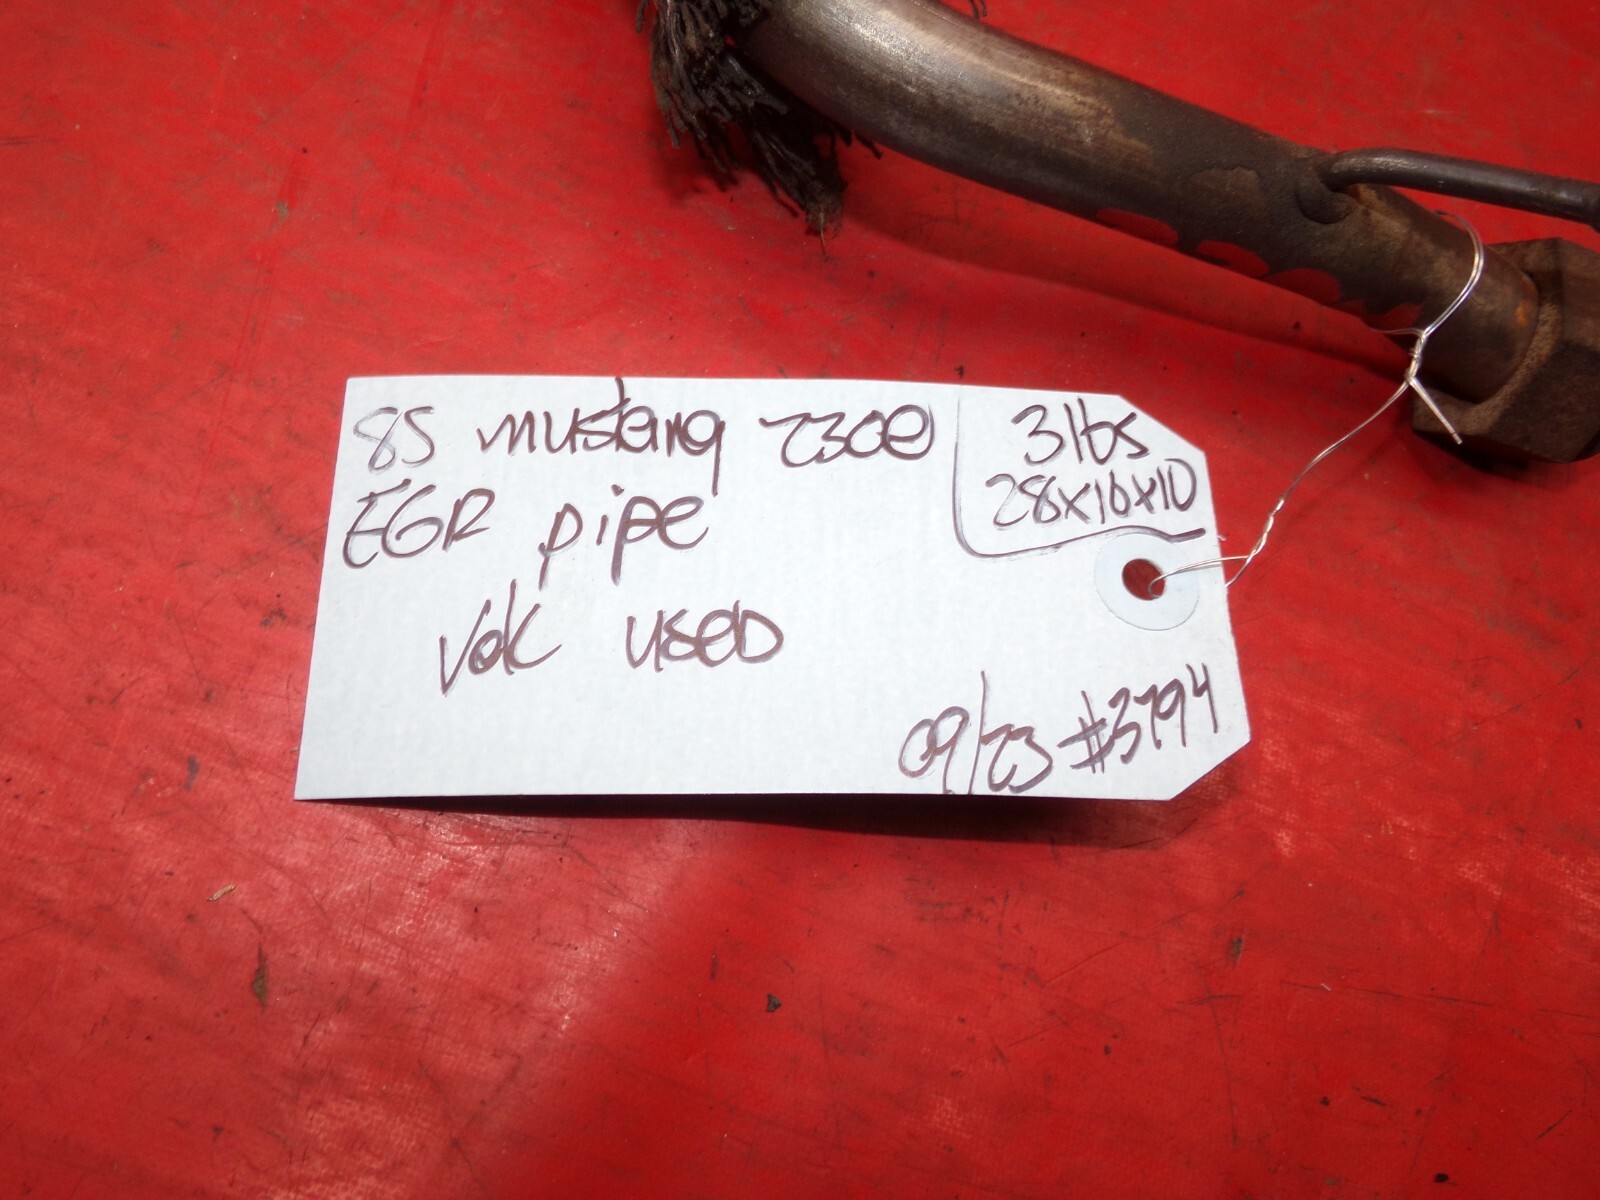 85 mustang 2300
3lbs
28x10x10
EGR pipe
Vok used
09/23 #3794